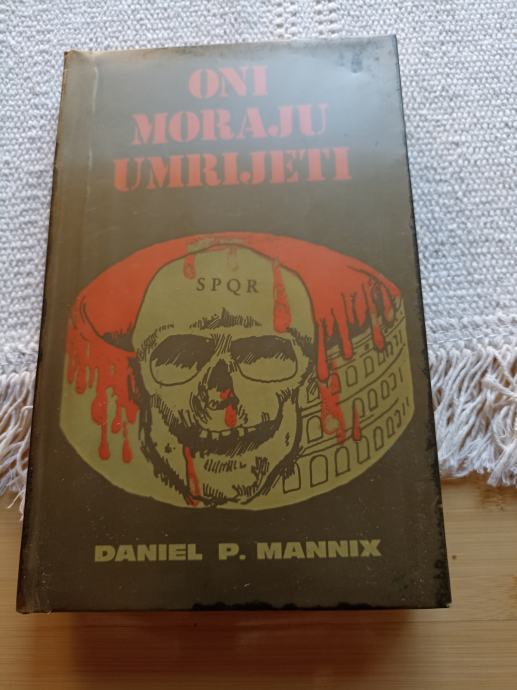 ONI
MORAJU
UMRIJETI
SPQR
DANIEL P. MANNIX